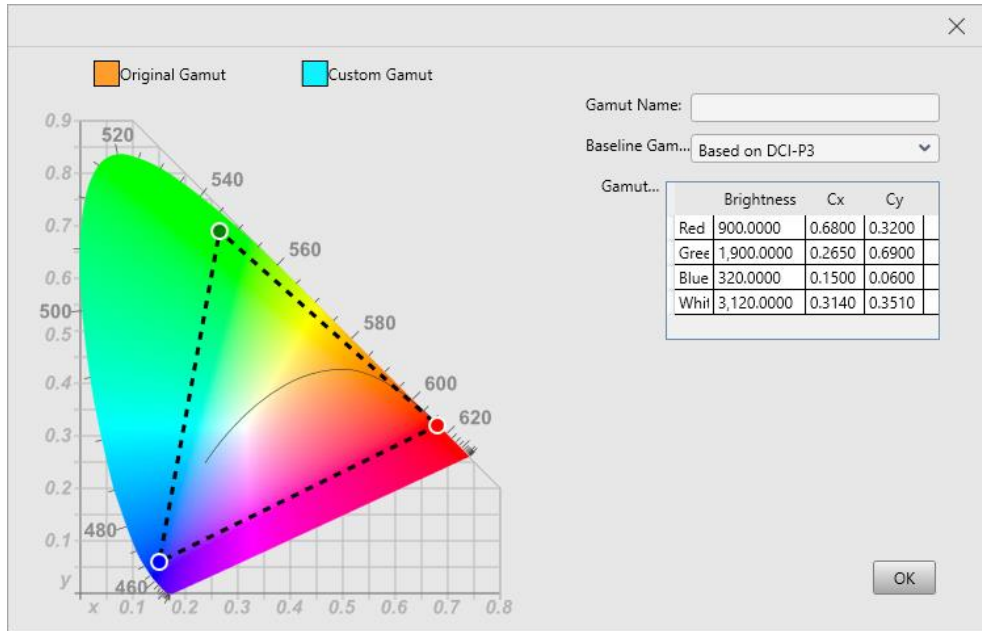 Original Gamut
Custom Gamut
Gamut Name:
Baseline Gam...
Based on DCI-P3
Gamut...
Brightness Cx Cy
Red 900.0000 0.6800 0.3200
Gree 1,900.0000 0.2650 0.6900
Blue 320.0000 0.1500 0.0600
Whit 3,120.0000 0.3140 0.3510
0.9
520
0.8
540
0.7
560
0.6
500
0.5
580
0.4
600
620
0.3
0.2
480
0.1
y
460
x 0.1 0.2 0.3 0.4 0.5 0.6 0.7 0.8
OK